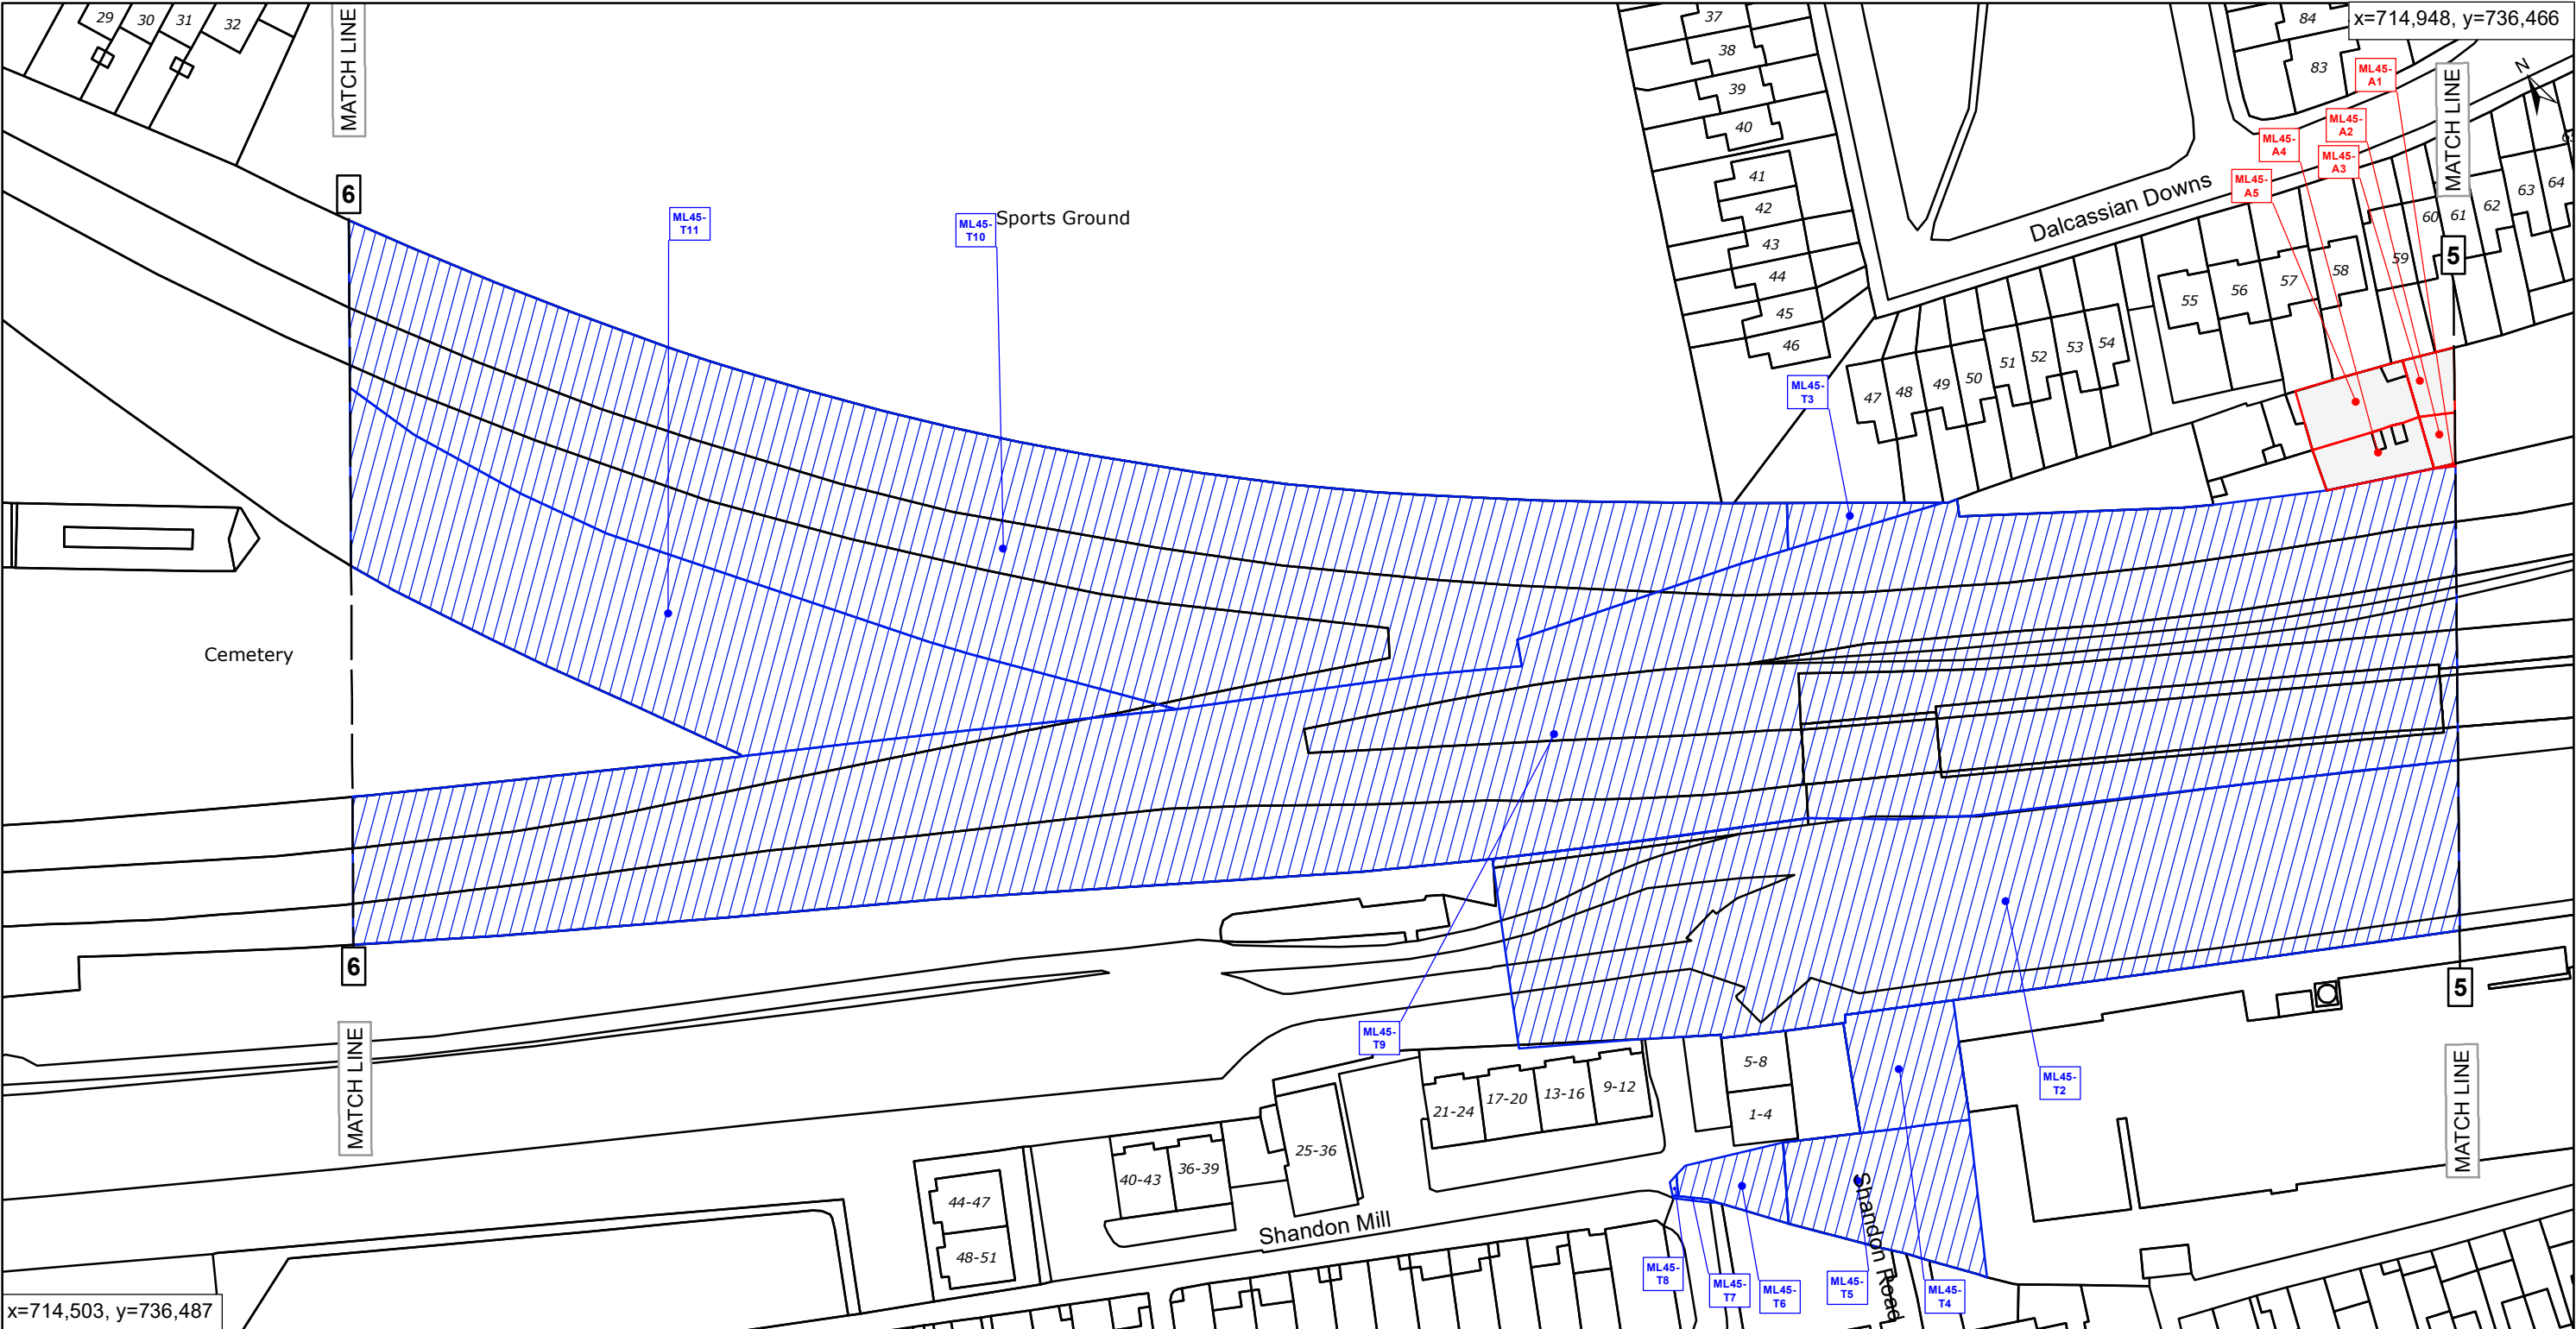 29
30
31
32
MATCH LINE
6
ML45-
T11
ML45-
T10
Sports Ground
37
38
39
40
41
42
43
44
45
46
Dalcassian Downs
84
83
x=714,948, y=736,466
ML45-
A1
ML45-
A2
ML45-
A3
ML45-
A4
ML45-
A5
MATCH LINE
N
5
47
48
49
50
51
52
53
54
55
56
57
58
59
60
61
62
63
64
ML45-
T3
Cemetery
6
MATCH LINE
ML45-
T9
ML45-
T2
5
MATCH LINE
5-8
1-4
9-12
13-16
17-20
21-24
25-36
36-39
40-43
44-47
48-51
Shandon Mill
Shandon Road
ML45-
T8
ML45-
T7
ML45-
T6
ML45-
T5
ML45-
T4
x=714,503, y=736,487